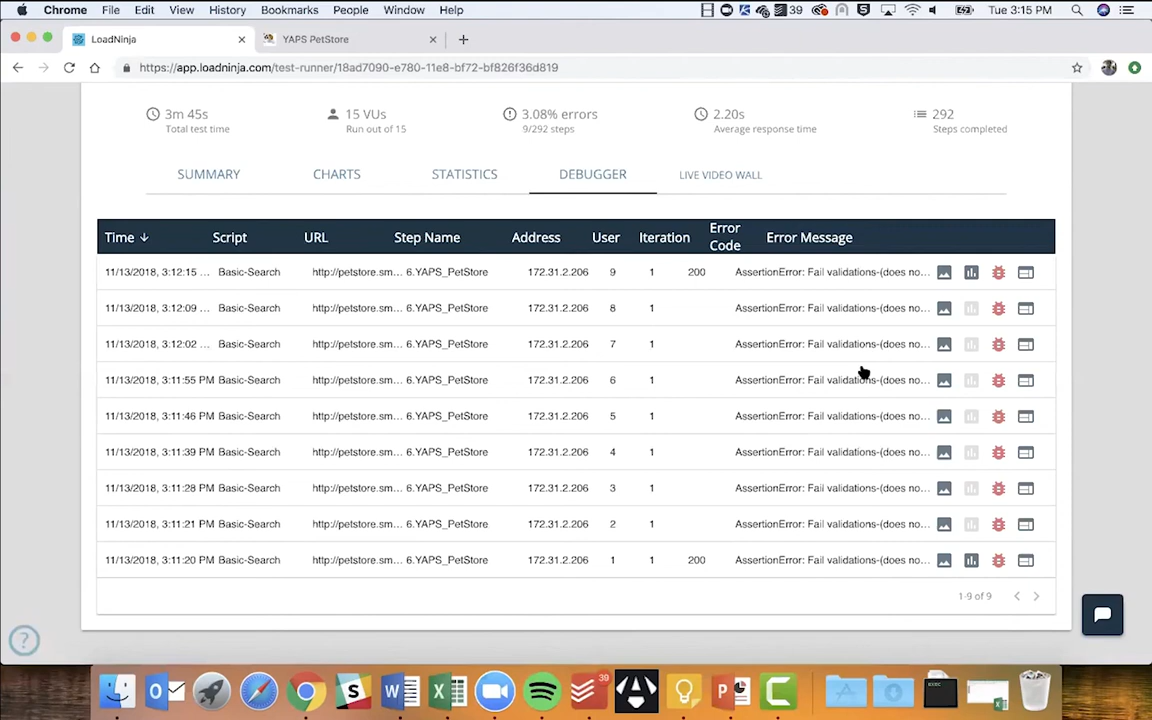 Chrome File Edit View History Bookmarks People Window Help 39 Tue 3:15 PM
LoadNinja YAPS PetStore
https://app.loadninja.com/test-runner/18ad7090-e780-11e8-bf72-bf826f36d819
3m 45s 15 VUs 3.08% errors 2.20s 292
Total test time Run out of 15 9/292 steps Average response time Steps completed
SUMMARY CHARTS STATISTICS DEBUGGER LIVE VIDEO WALL
Time Script URL Step Name Address User Iteration Error Code Error Message
11/13/2018, 3:12:15 ... Basic-Search http://petstore.sm... 6.YAPS_PetStore 172.31.2.206 9 1 200 AssertionError: Fail validations-(does no...
11/13/2018, 3:12:09 ... Basic-Search http://petstore.sm... 6.YAPS_PetStore 172.31.2.206 8 1 AssertionError: Fail validations-(does no...
11/13/2018, 3:12:02 ... Basic-Search http://petstore.sm... 6.YAPS_PetStore 172.31.2.206 7 1 AssertionError: Fail validations-(does no...
11/13/2018, 3:11:55 PM Basic-Search http://petstore.sm... 6.YAPS_PetStore 172.31.2.206 6 1 AssertionError: Fail validations-(does no...
11/13/2018, 3:11:46 PM Basic-Search http://petstore.sm... 6.YAPS_PetStore 172.31.2.206 5 1 AssertionError: Fail validations-(does no...
11/13/2018, 3:11:39 PM Basic-Search http://petstore.sm... 6.YAPS_PetStore 172.31.2.206 4 1 AssertionError: Fail validations-(does no...
11/13/2018, 3:11:28 PM Basic-Search http://petstore.sm... 6.YAPS_PetStore 172.31.2.206 3 1 AssertionError: Fail validations-(does no...
11/13/2018, 3:11:21 PM Basic-Search http://petstore.sm... 6.YAPS_PetStore 172.31.2.206 2 1 AssertionError: Fail validations-(does no...
11/13/2018, 3:11:20 PM Basic-Search http://petstore.sm... 6.YAPS_PetStore 172.31.2.206 1 1 200 AssertionError: Fail validations-(does no...
1-9 of 9
39